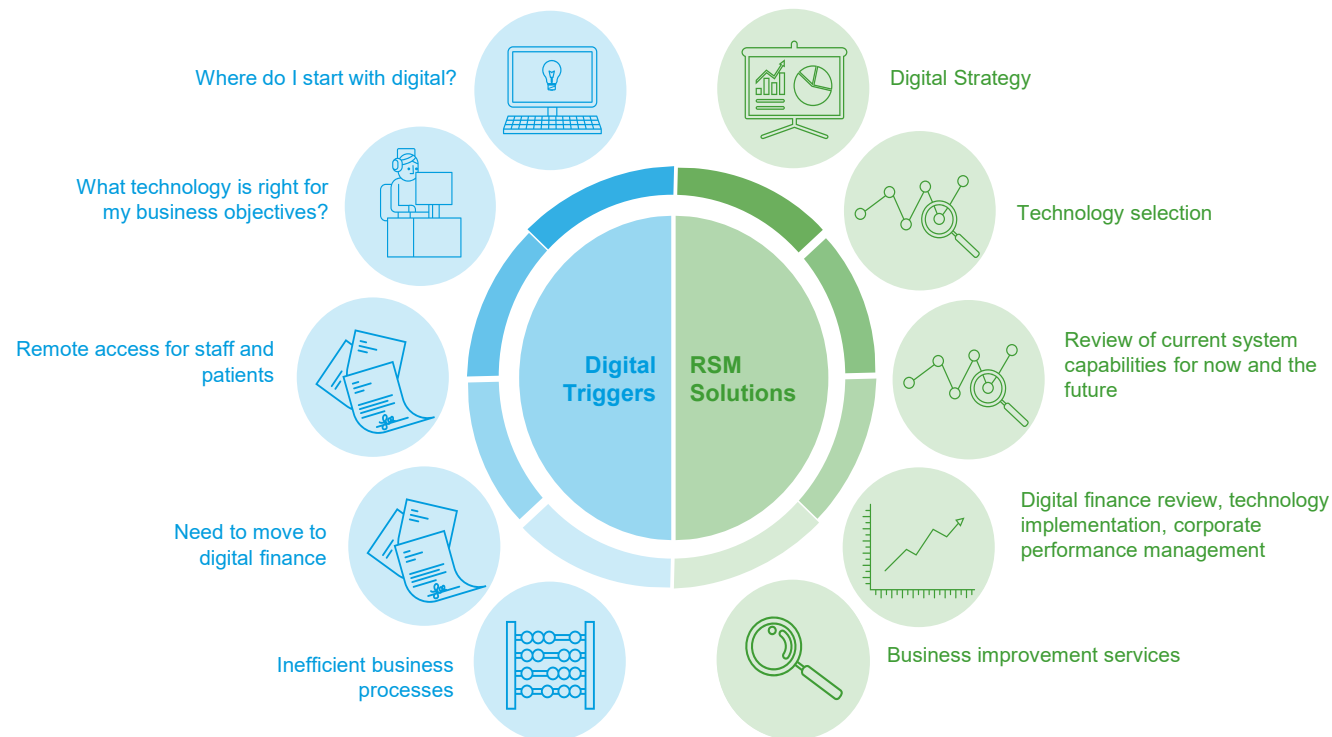 Where do I start with digital?
What technology is right for
my business objectives?
Remote access for staff and
patients
Need to move to
digital finance
Inefficient business
processes
Digital
Triggers
RSM
Solutions
Digital Strategy
Technology selection
Review of current system
capabilities for now and the
future
Digital finance review, technology
implementation, corporate
performance management
Business improvement services